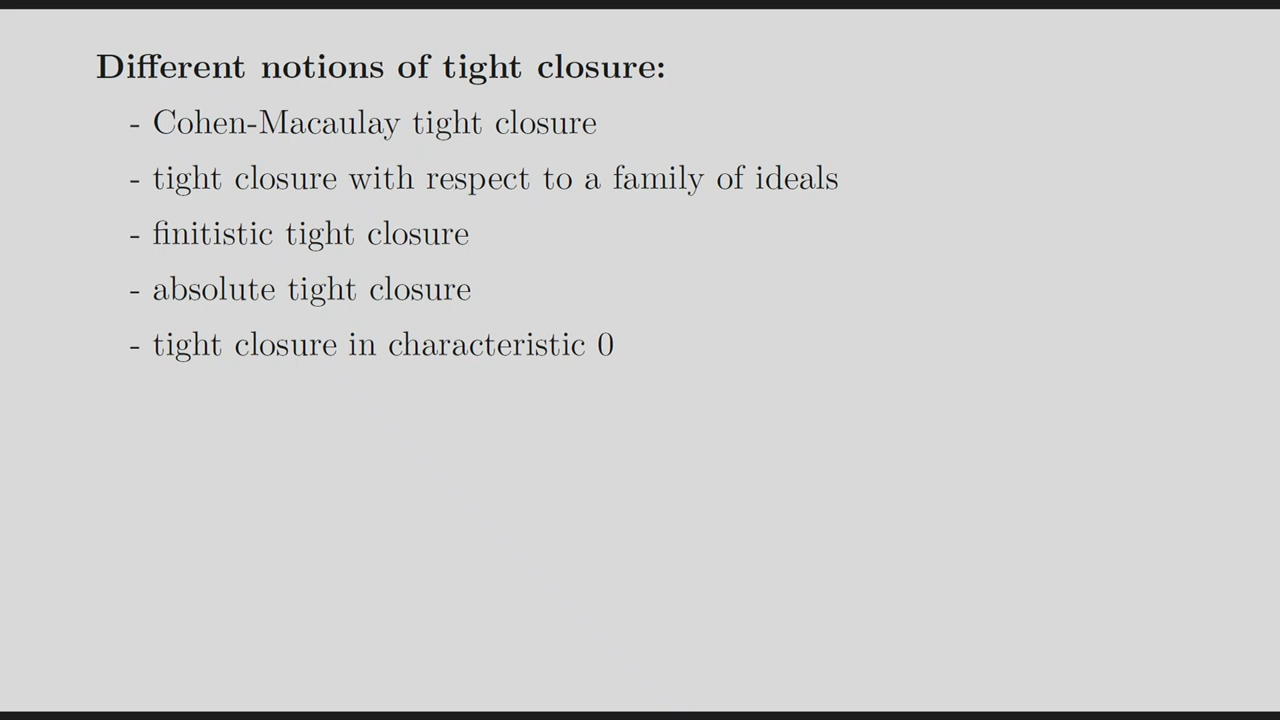 Different notions of tight closure:
- Cohen-Macaulay tight closure
- tight closure with respect to a family of ideals
- finitistic tight closure
- absolute tight closure
- tight closure in characteristic 0